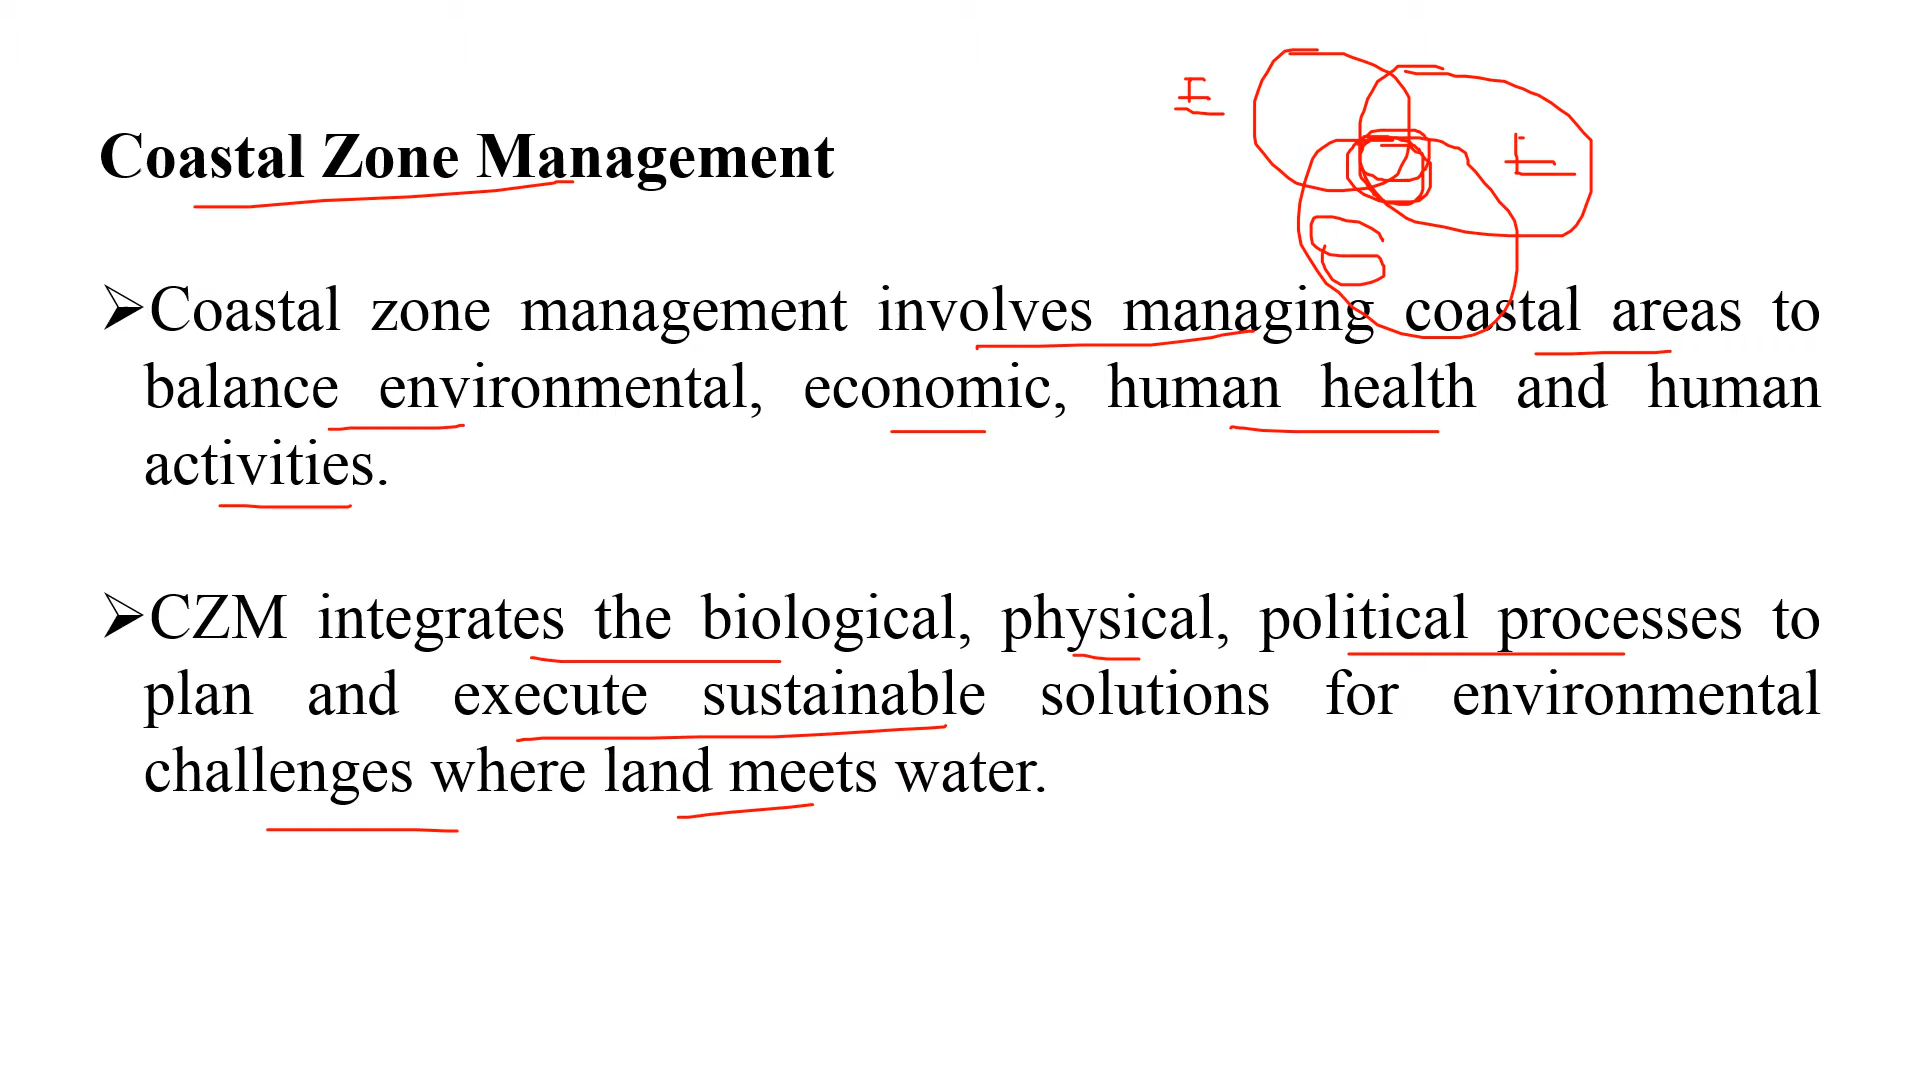 Coastal Zone Management
➢Coastal zone management involves managing coastal areas to
balance environmental, economic, human health and human
activities.
➢CZM integrates the biological, physical, political processes to
plan and execute sustainable solutions for environmental
challenges where land meets water.